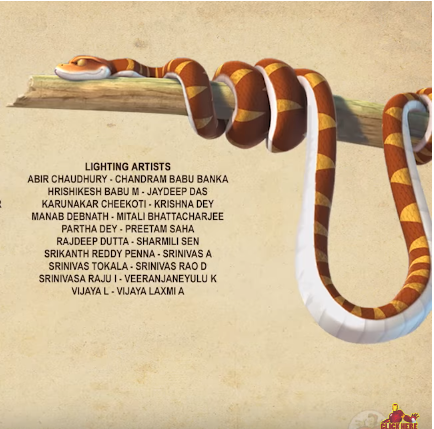 LIGHTING ARTISTS
ABIR CHAUDHURY - CHANDRAM BABU BANKA
HRISHIKESH BABU M - JAYDEEP DAS
KARUNAKAR CHEEKOTI - KRISHNA DEY
MANAB DEBNATH - MITALI BHATTACHARJEE
PARTHA DEY - PREETAM SAHA
RAJDEEP DUTTA - SHARMILI SEN
SRIKANTH REDDY PENNA - SRINIVAS A
SRINIVAS TOKALA - SRINIVAS RAO D
SRINIVASA RAJU I - VEERANJANEYULU K
VIJAYA L - VIJAYA LAXMI A
CLICK HERE